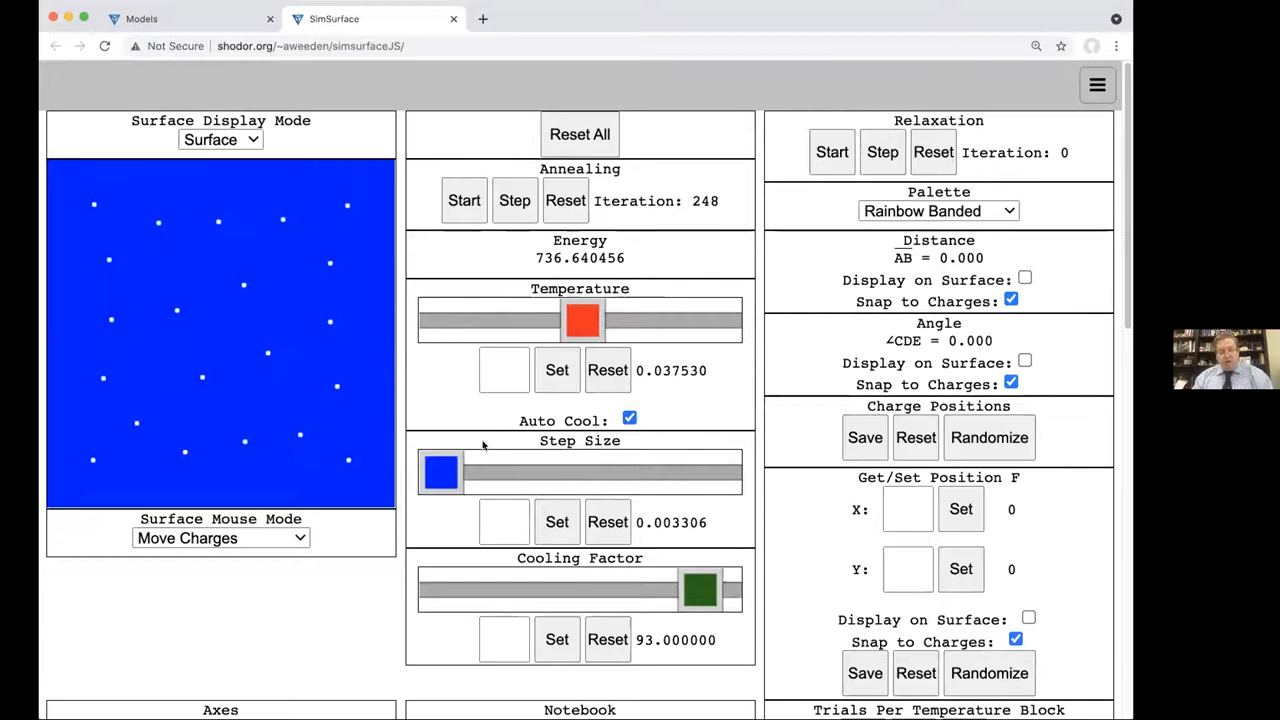 Models
SimSurface
Not Secure
shodor.org/~aweeden/simsurfaceJS/
Surface Display Mode
Surface
Surface Mouse Mode
Move Charges
Axes
Reset All
Annealing
Start Step Reset Iteration: 248
Energy
736.640456
Temperature
Set Reset 0.037530
Auto Cool:
Step Size
Set Reset 0.003306
Cooling Factor
Set Reset 93.000000
Notebook
Relaxation
Start Step Reset Iteration: 0
Palette
Rainbow Banded
Distance
AB = 0.000
Display on Surface:
Snap to Charges:
Angle
∠CDE = 0.000
Display on Surface:
Snap to Charges:
Charge Positions
Save Reset Randomize
Get/Set Position F
X: Set 0
Y: Set 0
Display on Surface:
Snap to Charges:
Save Reset Randomize
Trials Per Temperature Block